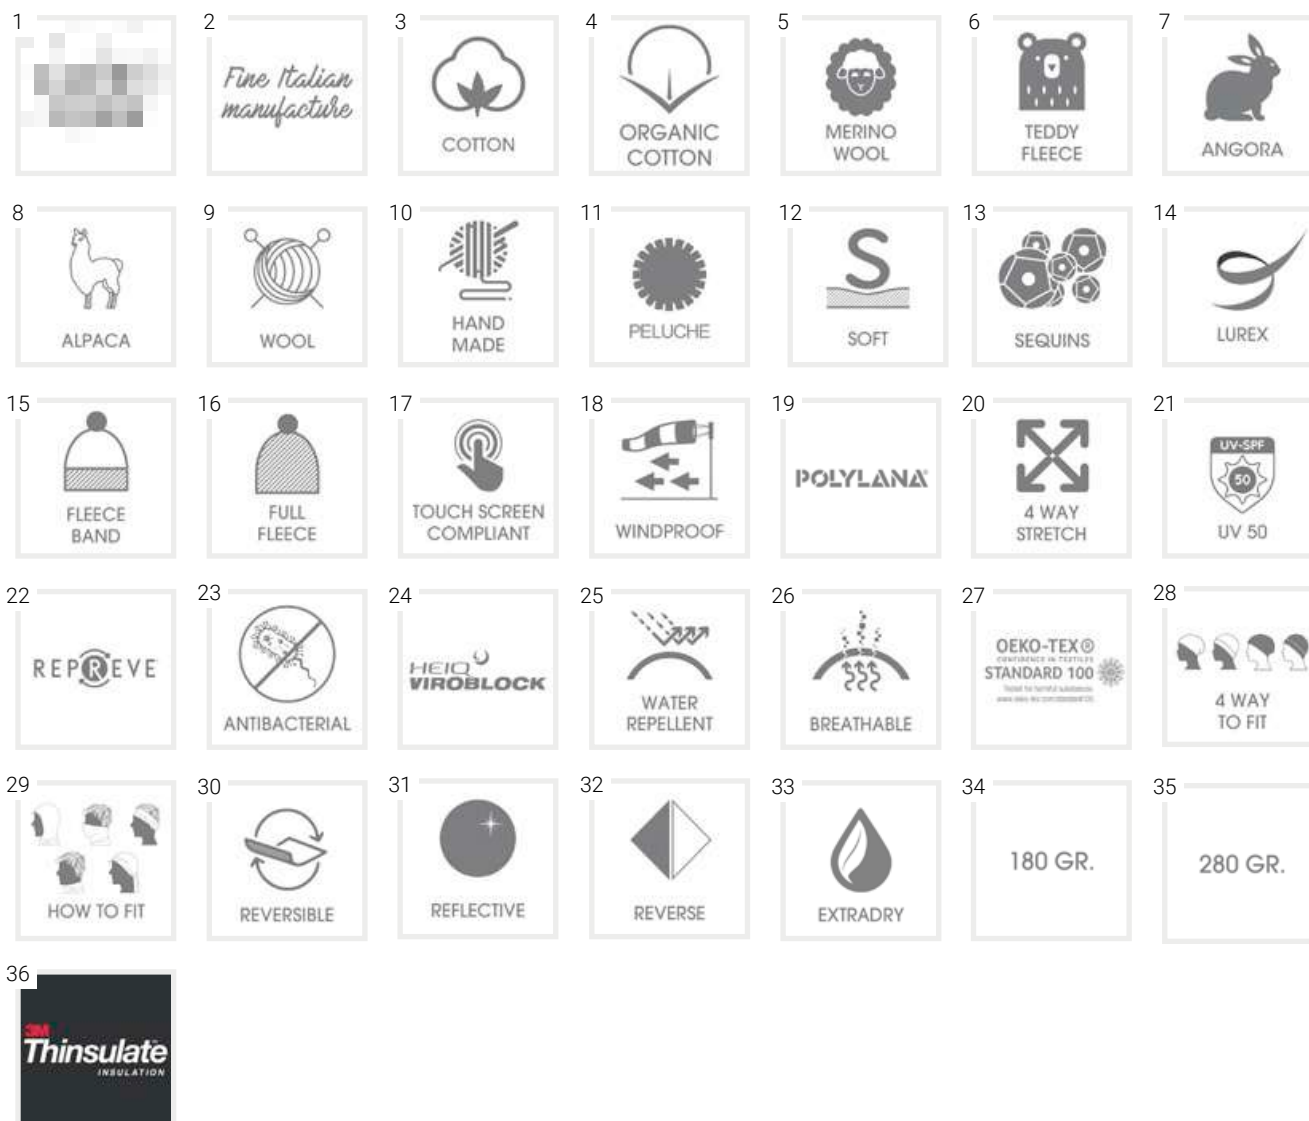 1 2 3 4 5 6 7
Fine Italian
manufacture
COTTON
ORGANIC
COTTON
MERINO
WOOL
TEDDY
FLEECE
ANGORA
8 9 10 11 12 13 14
ALPACA
WOOL
HAND
MADE
PELUCHE
S
SOFT
SEQUINS
LUREX
15 16 17 18 19 20 21
FLEECE
BAND
FULL
FLEECE
TOUCH SCREEN
COMPLIANT
WINDPROOF
POLYLANA®
4 WAY
STRETCH
UV-SPF
50
UV 50
22 23 24 25 26 27 28
REPREVE
ANTIBACTERIAL
HEIQ
VIROBLOCK
WATER
REPELLENT
BREATHABLE
OEKO-TEX®
CONFIDENCE IN TEXTILES
STANDARD 100
4 WAY
TO FIT
29 30 31 32 33 34 35
HOW TO FIT
REVERSIBLE
REFLECTIVE
REVERSE
EXTRADRY
180 GR.
280 GR.
36
3M
Thinsulate
INSULATION